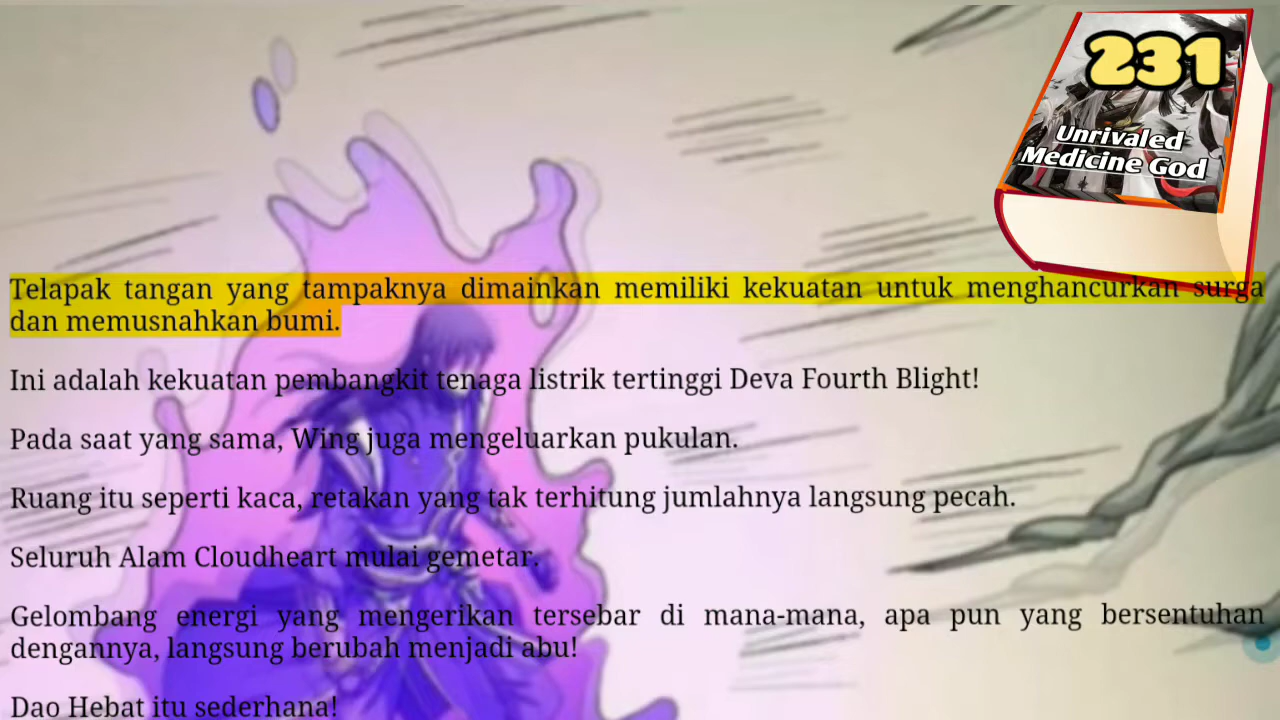 231
Unrivaled
Medicine God
Telapak tangan yang tampaknya dimainkan memiliki kekuatan untuk menghancurkan surga
dan memusnahkan bumi.
Ini adalah kekuatan pembangkit tenaga listrik tertinggi Deva Fourth Blight!
Pada saat yang sama, Wing juga mengeluarkan pukulan.
Ruang itu seperti kaca, retakan yang tak terhitung jumlahnya langsung pecah.
Seluruh Alam Cloudheart mulai gemetar.
Gelombang energi yang mengerikan tersebar di mana-mana, apa pun yang bersentuhan
dengannya, langsung berubah menjadi abu!
Dao Hebat itu sederhana!